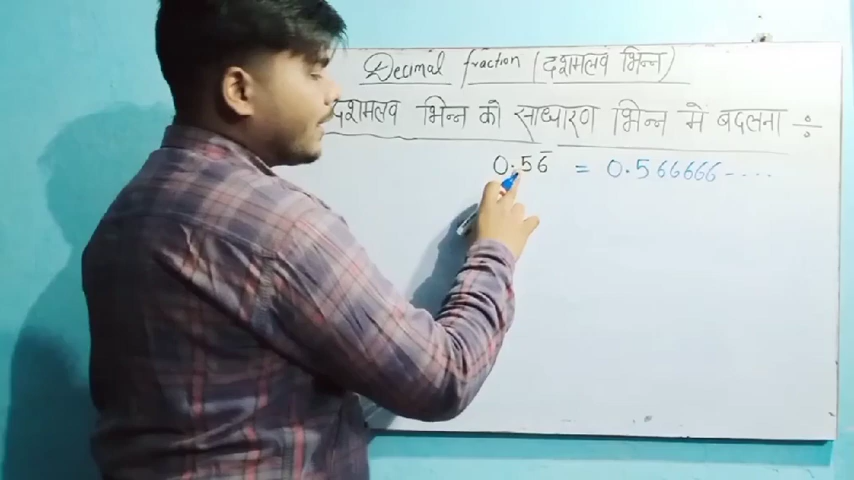 Decimal fraction (दशमलव भिन्न)
दशमलव भिन्न को साधारण भिन्न में बदलना ÷
0.56̅ = 0.566666-....